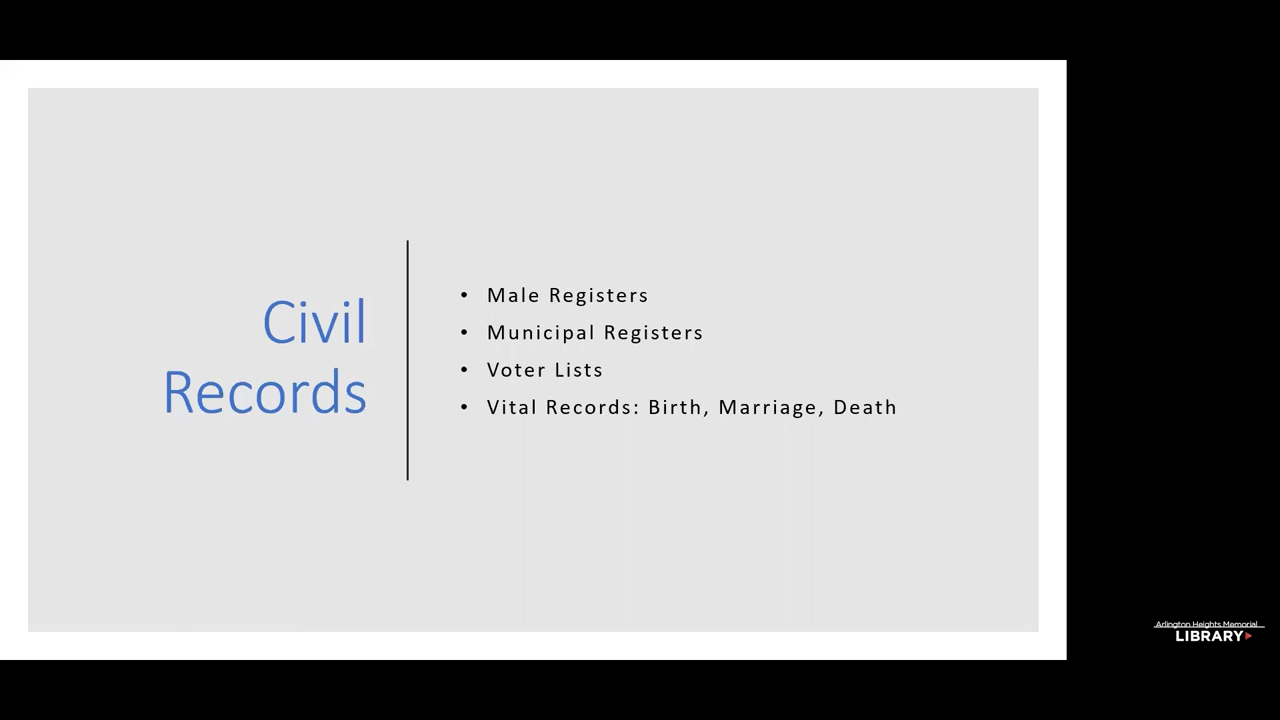 Civil
Records
• Male Registers
• Municipal Registers
• Voter Lists
• Vital Records: Birth, Marriage, Death
Arlington Heights Memorial
LIBRARY